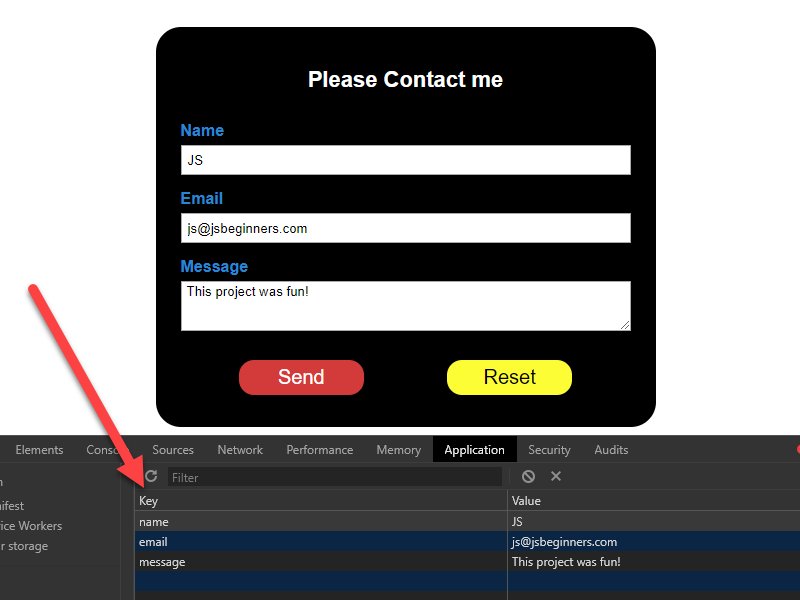 Please Contact me
Name
JS
Email
js@jsbeginners.com
Message
This project was fun!
Send Reset
Elements Conso Sources Network Performance Memory Application Security Audits
Filter
Key Value
ifest
name JS
ice Workers
email js@jsbeginners.com
r storage
message This project was fun!